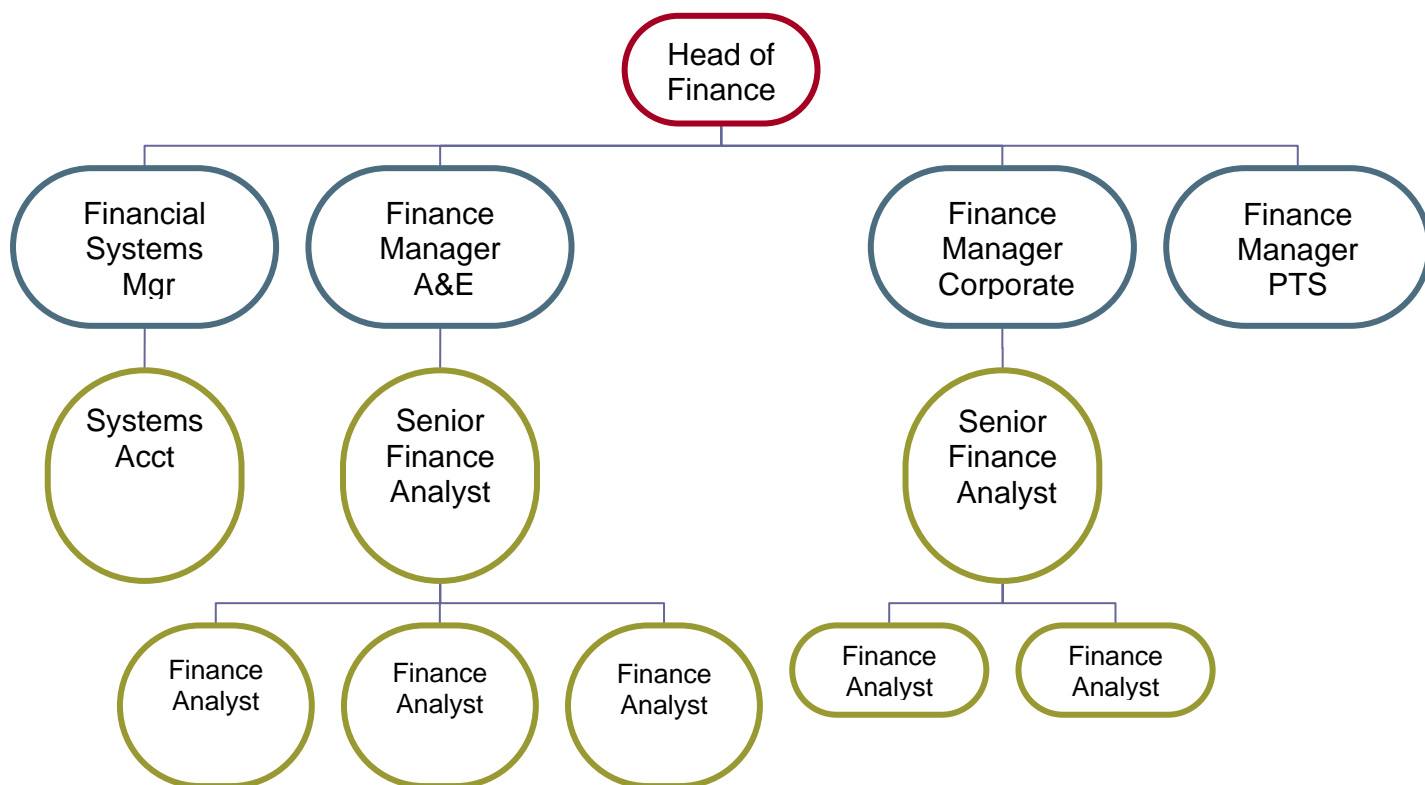 Head of
Finance
Financial
Systems
Mgr
Finance
Manager
A&E
Finance
Manager
Corporate
Finance
Manager
PTS
Systems
Acct
Senior
Finance
Analyst
Senior
Finance
Analyst
Finance
Analyst
Finance
Analyst
Finance
Analyst
Finance
Analyst
Finance
Analyst